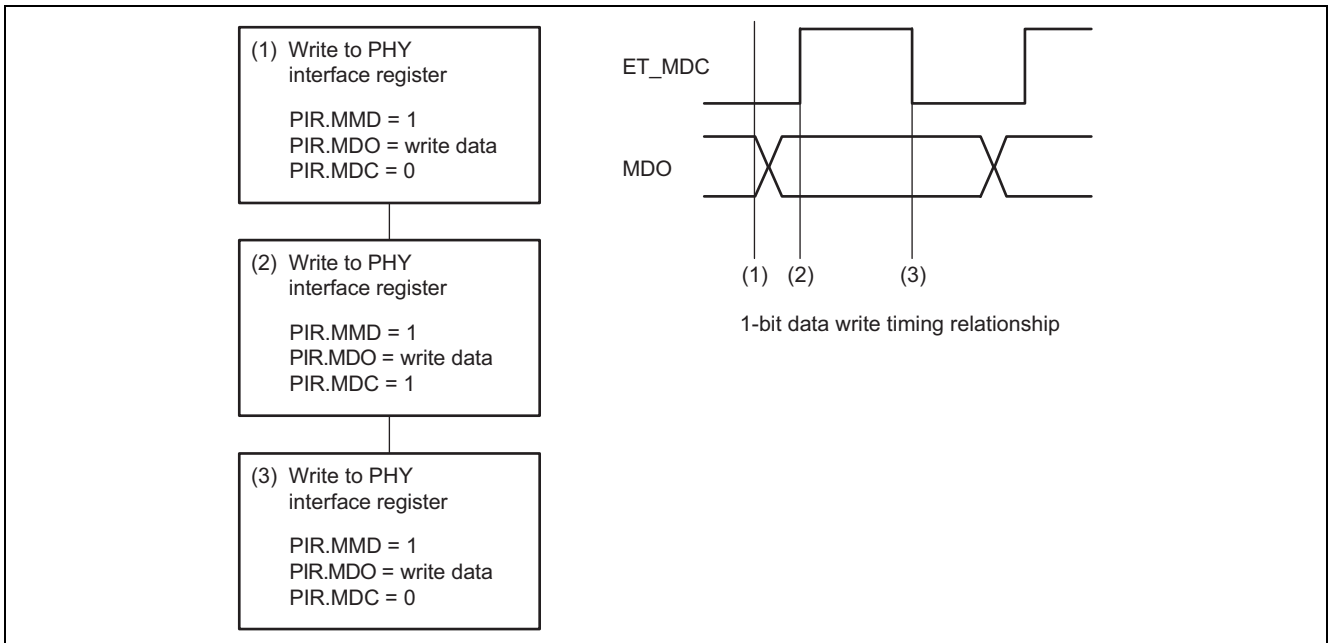 (1) Write to PHY
interface register
PIR.MMD = 1
PIR.MDO = write data
PIR.MDC = 0
(2) Write to PHY
interface register
PIR.MMD = 1
PIR.MDO = write data
PIR.MDC = 1
(3) Write to PHY
interface register
PIR.MMD = 1
PIR.MDO = write data
PIR.MDC = 0
ET_MDC
MDO
(1) (2) (3)
1-bit data write timing relationship